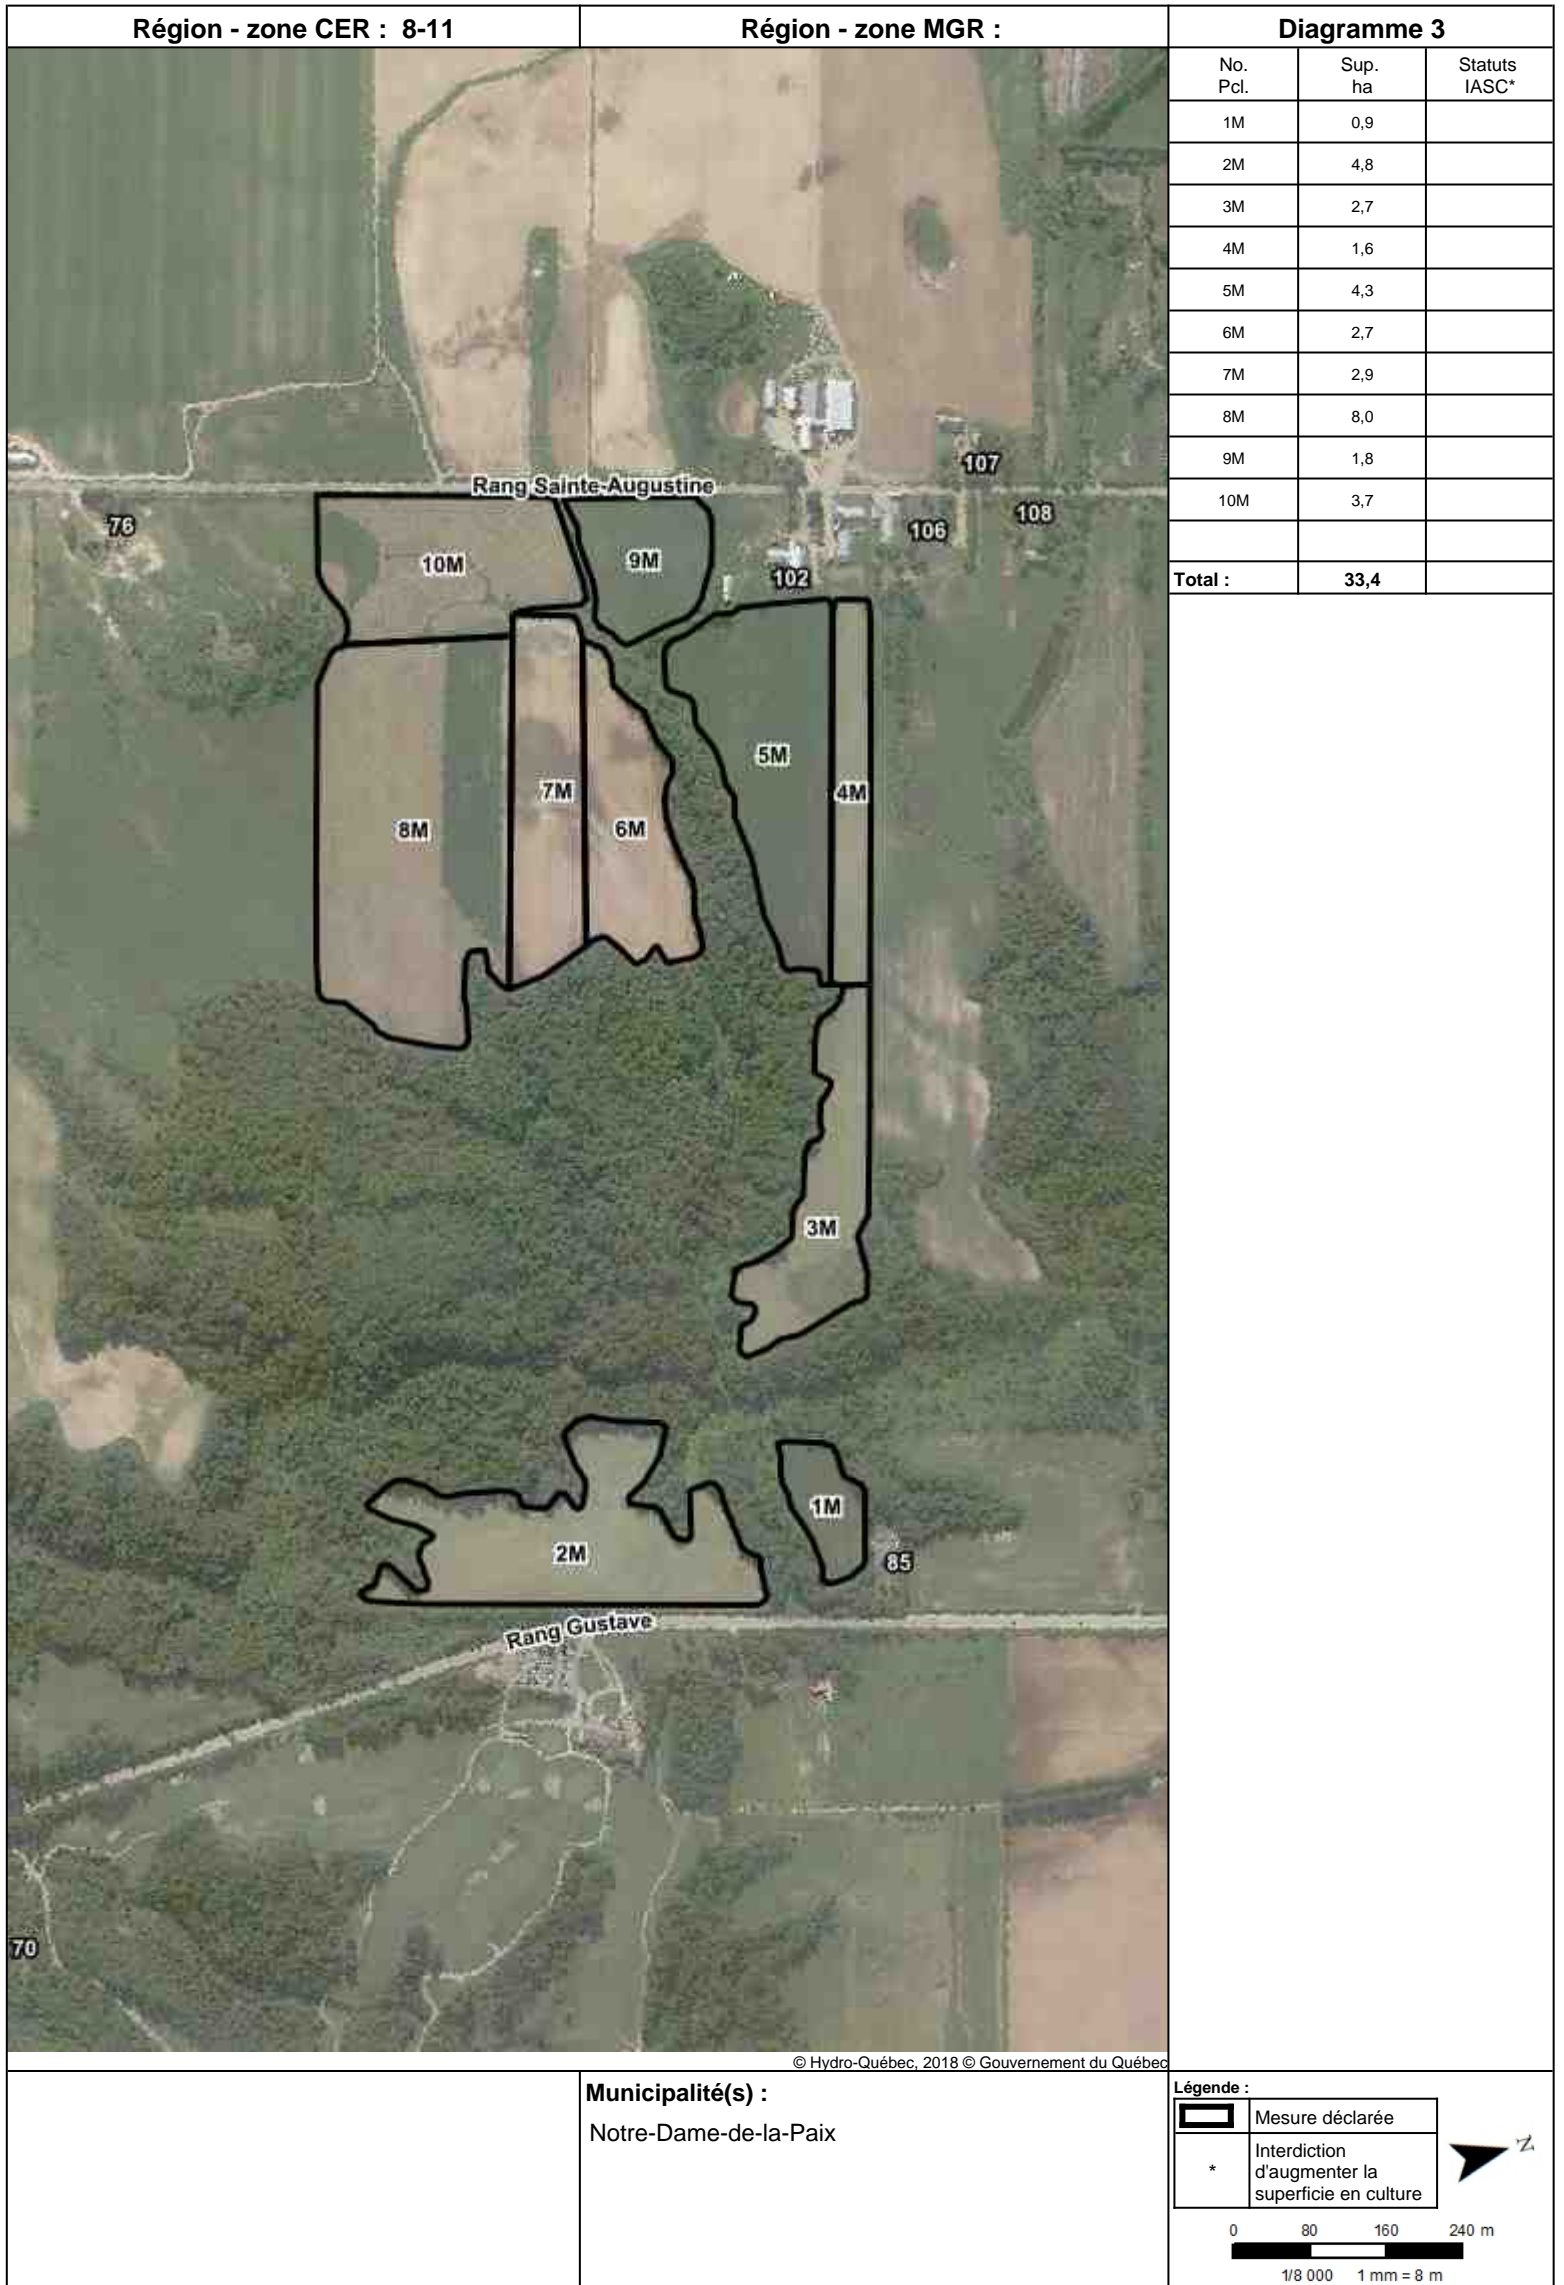 Région - zone CER : 8-11
Région - zone MGR :
Diagramme 3
No. Pcl. Sup. ha Statuts IASC*
1M 0,9
2M 4,8
3M 2,7
4M 1,6
5M 4,3
6M 2,7
7M 2,9
8M 8,0
9M 1,8
10M 3,7
Total : 33,4
107
Rang Sainte-Augustine
76
108
106
10M
9M
102
5M
7M
4M
8M
6M
3M
1M
2M
85
Rang Gustave
70
© Hydro-Québec, 2018 © Gouvernement du Québec
Municipalité(s) :
Notre-Dame-de-la-Paix
Légende :
Mesure déclarée
* Interdiction
d'augmenter la
superficie en culture
N
0 80 160 240 m
1/8 000 1 mm = 8 m